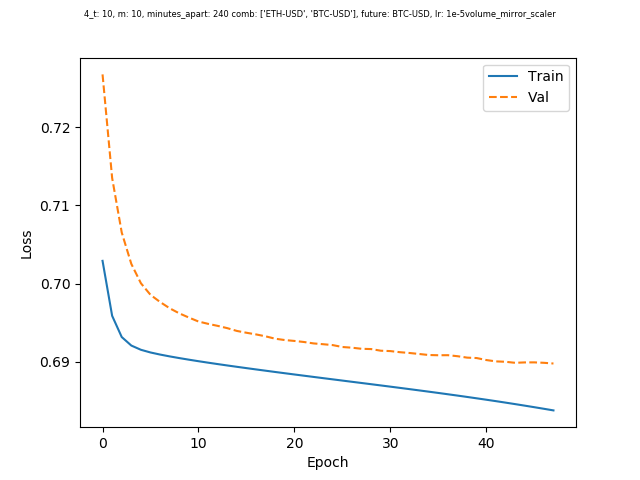 4_t: 10, m: 10, minutes_apart: 240 comb: ['ETH-USD', 'BTC-USD'], future: BTC-USD, lr: 1e-5volume_mirror_scaler
Train
Val
0.72
0.71
0.70
0.69
Loss
0
10
20
30
40
Epoch